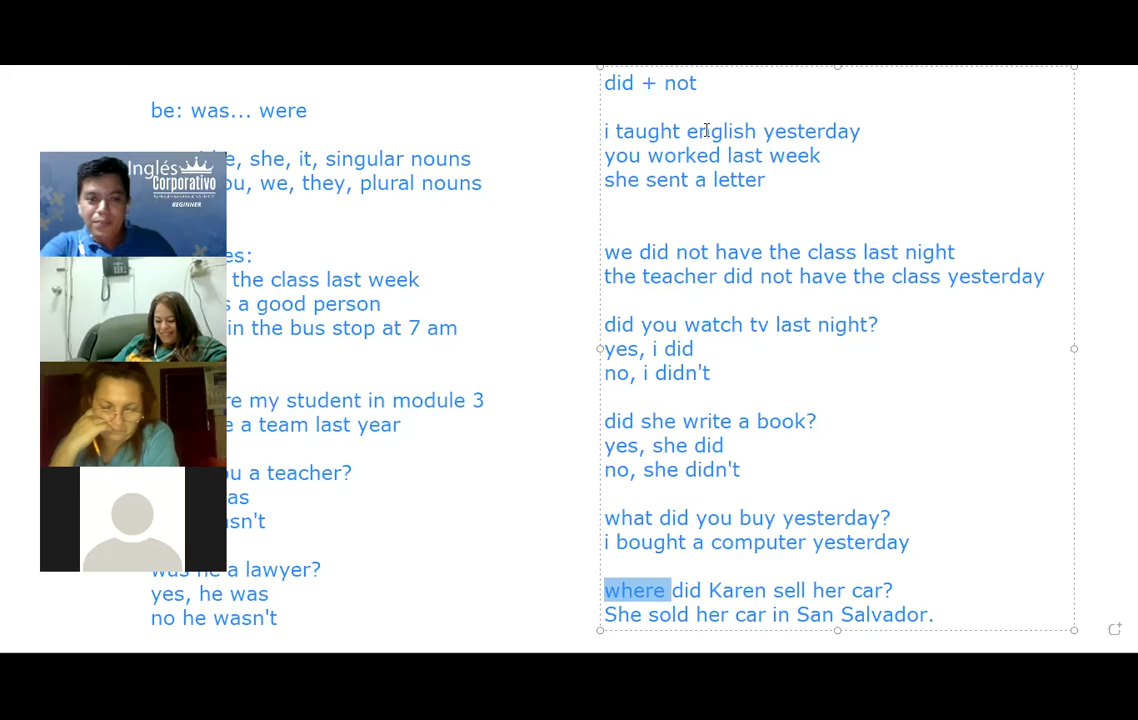 be: was... were
he, she, it, singular nouns
you, we, they, plural nouns
the class last week
a good person
in the bus stop at 7 am
my student in module 3
a team last year
a teacher?
was he a lawyer?
yes, he was
no he wasn't
Inglés
Corporativo
BEGINNER
did + not
i taught english yesterday
you worked last week
she sent a letter
we did not have the class last night
the teacher did not have the class yesterday
did you watch tv last night?
yes, i did
no, i didn't
did she write a book?
yes, she did
no, she didn't
what did you buy yesterday?
i bought a computer yesterday
where did Karen sell her car?
She sold her car in San Salvador.